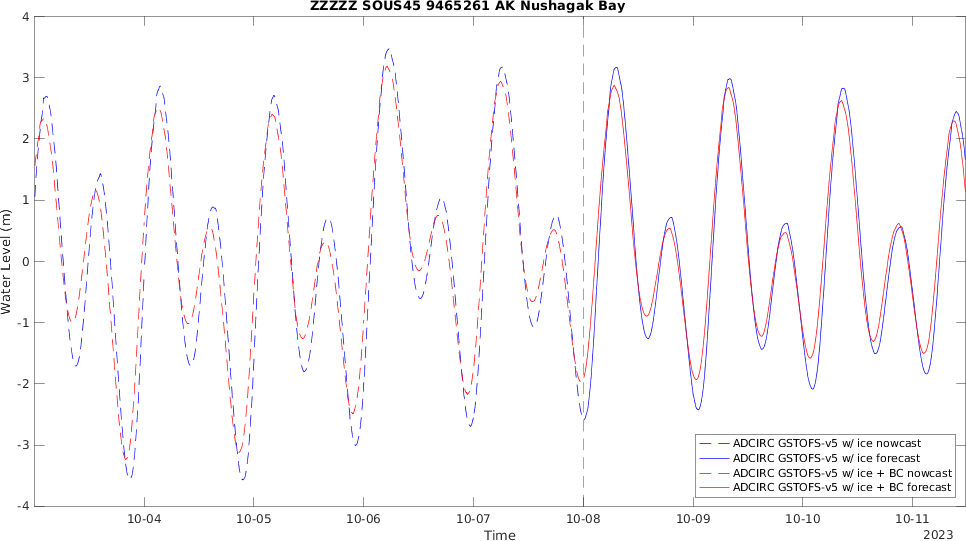 ZZZZZ SOUS45 9465261 AK Nushagak Bay
4
3
2
1
0
-1
-2
-3
-4
Water Level (m)
10-04
10-05
10-06
10-07
10-08
10-09
10-10
10-11
Time
2023
ADCIRC GSTOFS-v5 w/ ice nowcast
ADCIRC GSTOFS-v5 w/ ice forecast
ADCIRC GSTOFS-v5 w/ ice + BC nowcast
ADCIRC GSTOFS-v5 w/ ice + BC forecast